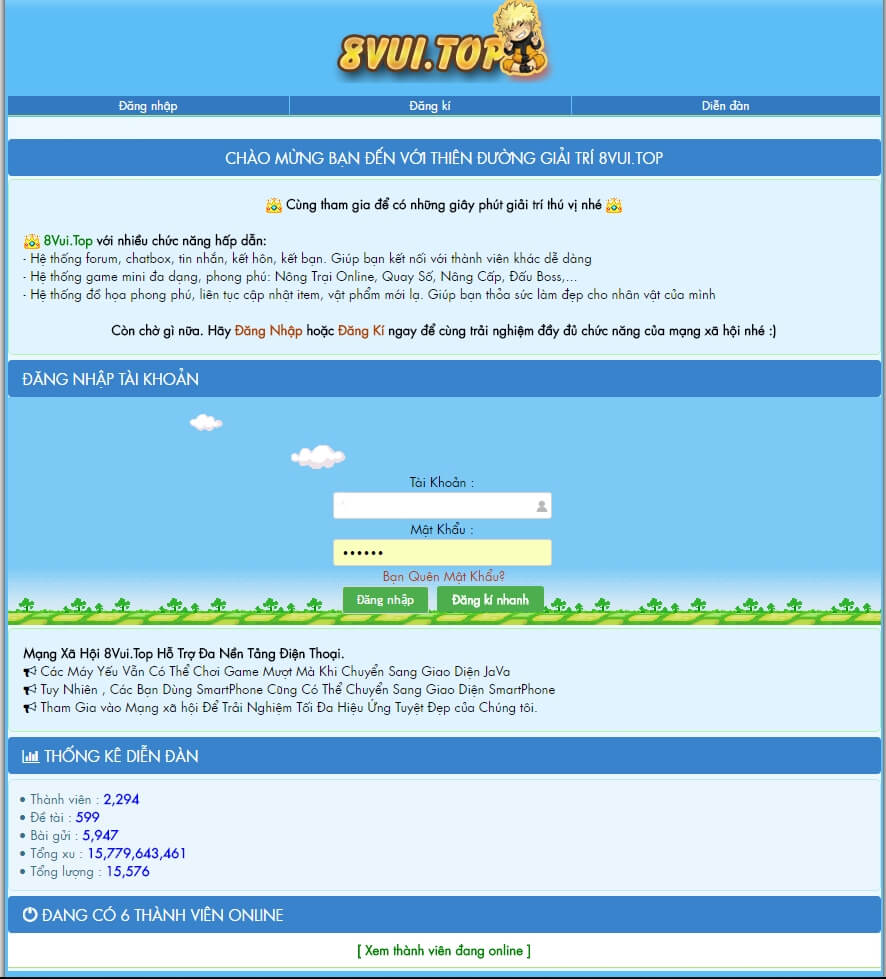 8VUI.TOP
Đăng nhập
Đăng kí
Diễn đàn
CHÀO MỪNG BẠN ĐẾN VỚI THIÊN ĐƯỜNG GIẢI TRÍ 8VUI.TOP
Cùng tham gia để có những giây phút giải trí thú vị nhé
8Vui.Top với nhiều chức năng hấp dẫn:
- Hệ thống forum, chatbox, tin nhắn, kết hôn, kết bạn. Giúp bạn kết nối với thành viên khác dễ dàng
- Hệ thống game mini đa dạng, phong phú: Nông Trại Online, Quay Số, Nâng Cấp, Đấu Boss,...
- Hệ thống đồ họa phong phú, liên tục cập nhật item, vật phẩm mới lạ. Giúp bạn thỏa sức làm đẹp cho nhân vật của mình
Còn chờ gì nữa. Hãy Đăng Nhập hoặc Đăng Kí ngay để cùng trải nghiệm đầy đủ chức năng của mạng xã hội nhé :)
ĐĂNG NHẬP TÀI KHOẢN
Tài Khoản :
Mật Khẩu :
••••••
Bạn Quên Mật Khẩu?
Đăng nhập
Đăng kí nhanh
Mạng Xã Hội 8Vui.Top Hỗ Trợ Đa Nền Tảng Điện Thoại.
Các Máy Yếu Vẫn Có Thể Chơi Game Mượt Mà Khi Chuyển Sang Giao Diện JaVa
Tuy Nhiên , Các Bạn Dùng SmartPhone Cũng Có Thể Chuyển Sang Giao Diện SmartPhone
Tham Gia vào Mạng xã hội Để Trải Nghiệm Tối Đa Hiệu Ứng Tuyệt Đẹp của Chúng tôi.
THỐNG KÊ DIỄN ĐÀN
• Thành viên : 2,294
• Đề tài : 599
• Bài gửi : 5,947
• Tổng xu : 15,779,643,461
• Tổng lượng : 15,576
ĐANG CÓ 6 THÀNH VIÊN ONLINE
[ Xem thành viên đang online ]